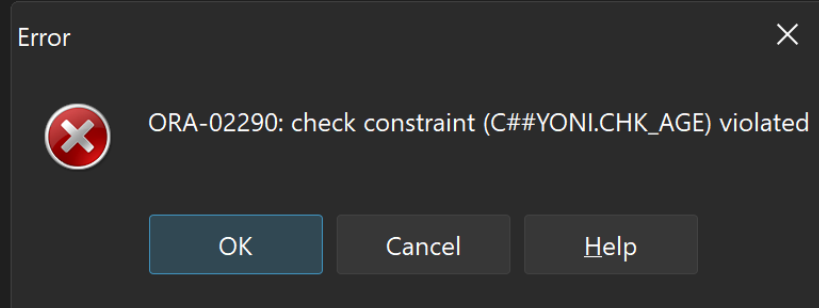 Error
ORA-02290: check constraint (C##YONI.CHK_AGE) violated
OK
Cancel
Help